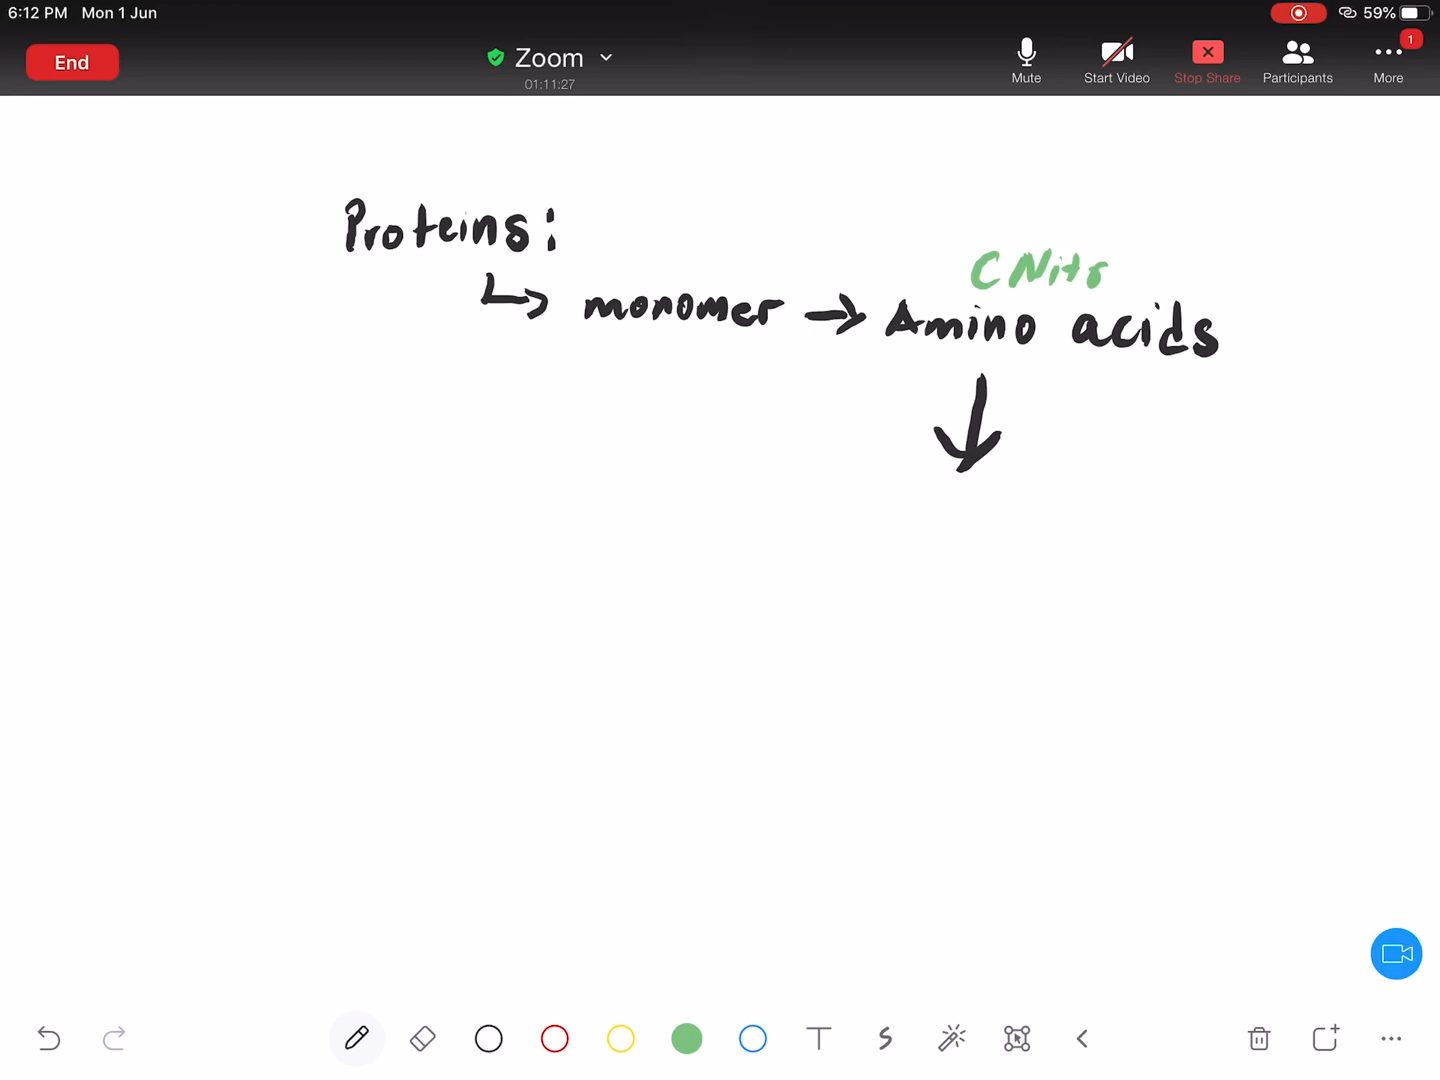 6:12 PM Mon 1 Jun
59%
End
Zoom
01:11:27
Mute
Start Video
Stop Share
Participants
More
1
Proteins:
CNitr
↳ monomer → Amino acids
↓